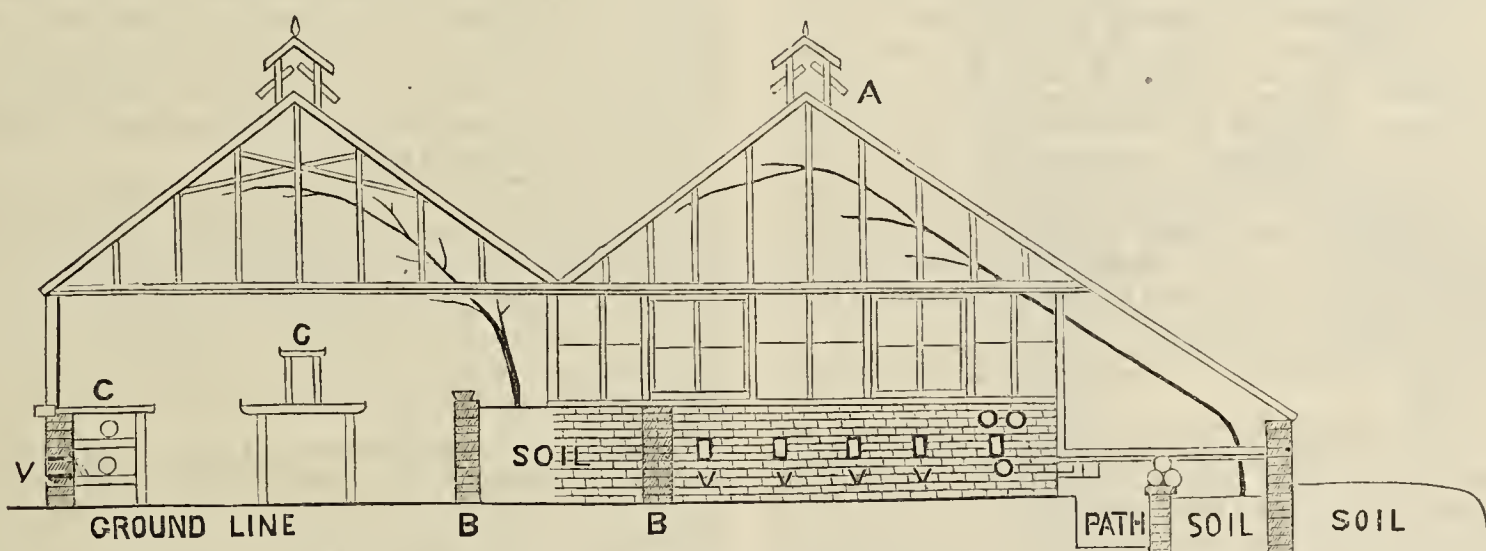 A
C
C
V
SOIL
V V V V
GROUND LINE
B
B
PATH
SOIL
SOIL